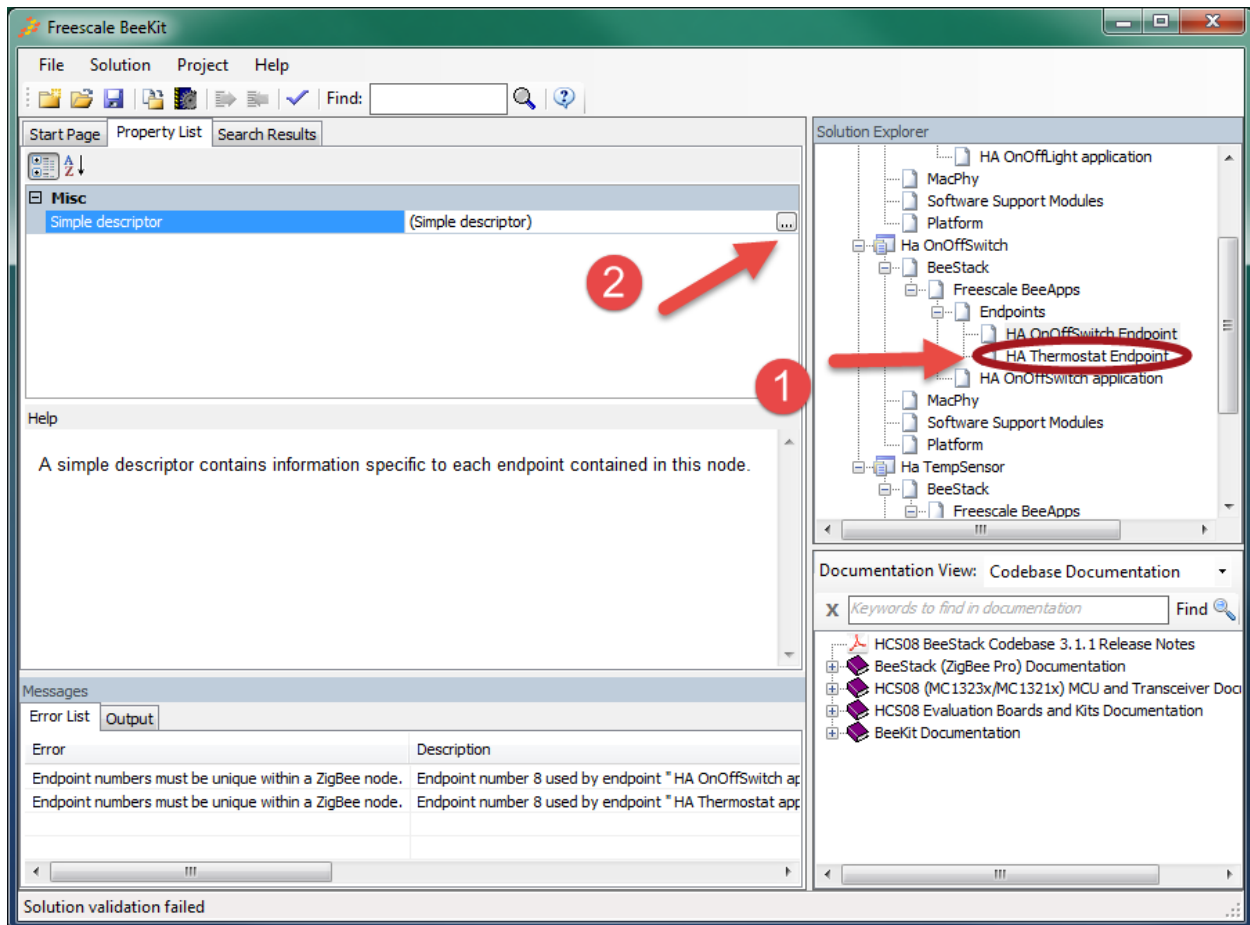 Freescale BeeKit
File Solution Project Help
Find:
Start Page Property List Search Results
Misc
Simple descriptor (Simple descriptor) ...
2
Help
A simple descriptor contains information specific to each endpoint contained in this node.
Messages
Error List Output
Error Description
Endpoint numbers must be unique within a ZigBee node. Endpoint number 8 used by endpoint "HA OnOffSwitch ap
Endpoint numbers must be unique within a ZigBee node. Endpoint number 8 used by endpoint "HA Thermostat app
Solution validation failed
Solution Explorer
HA OnOffLight application
MacPhy
Software Support Modules
Platform
Ha OnOffSwitch
BeeStack
Freescale BeeApps
Endpoints
HA OnOffSwitch Endpoint
HA Thermostat Endpoint
1
HA OnOffSwitch application
MacPhy
Software Support Modules
Platform
Ha TempSensor
BeeStack
Freescale BeeApps
Documentation View: Codebase Documentation
X Keywords to find in documentation Find
HCS08 BeeStack Codebase 3.1.1 Release Notes
BeeStack (ZigBee Pro) Documentation
HCS08 (MC1323x/MC1321x) MCU and Transceiver Docu
HCS08 Evaluation Boards and Kits Documentation
BeeKit Documentation